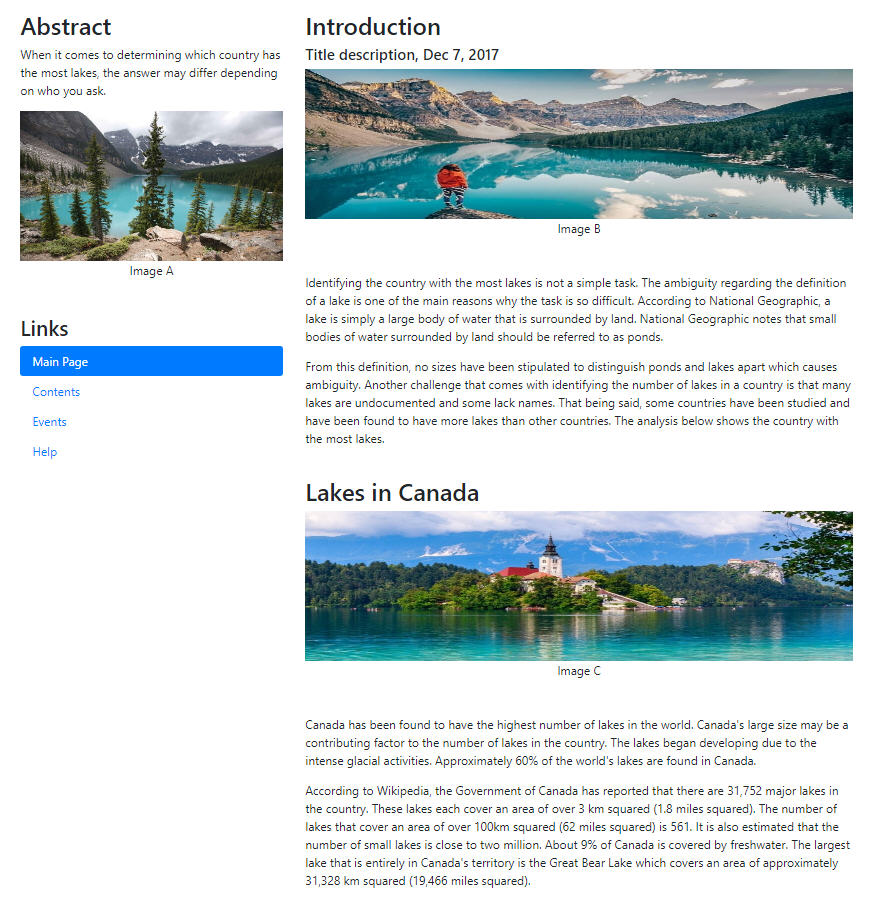 Abstract
When it comes to determining which country has
the most lakes, the answer may differ depending
on who you ask.
Image A
Links
Main Page
Contents
Events
Help
Introduction
Title description, Dec 7, 2017
Image B
Identifying the country with the most lakes is not a simple task. The ambiguity regarding the definition
of a lake is one of the main reasons why the task is so difficult. According to National Geographic, a
lake is simply a large body of water that is surrounded by land. National Geographic notes that small
bodies of water surrounded by land should be referred to as ponds.
From this definition, no sizes have been stipulated to distinguish ponds and lakes apart which causes
ambiguity. Another challenge that comes with identifying the number of lakes in a country is that many
lakes are undocumented and some lack names. That being said, some countries have been studied and
have been found to have more lakes than other countries. The analysis below shows the country with
the most lakes.
Lakes in Canada
Image C
Canada has been found to have the highest number of lakes in the world. Canada's large size may be a
contributing factor to the number of lakes in the country. The lakes began developing due to the
intense glacial activities. Approximately 60% of the world's lakes are found in Canada.
According to Wikipedia, the Government of Canada has reported that there are 31,752 major lakes in
the country. These lakes each cover an area of over 3 km squared (1.8 miles squared). The number of
lakes that cover an area of over 100km squared (62 miles squared) is 561. It is also estimated that the
number of small lakes is close to two million. About 9% of Canada is covered by freshwater. The largest
lake that is entirely in Canada's territory is the Great Bear Lake which covers an area of approximately
31,328 km squared (19,466 miles squared).